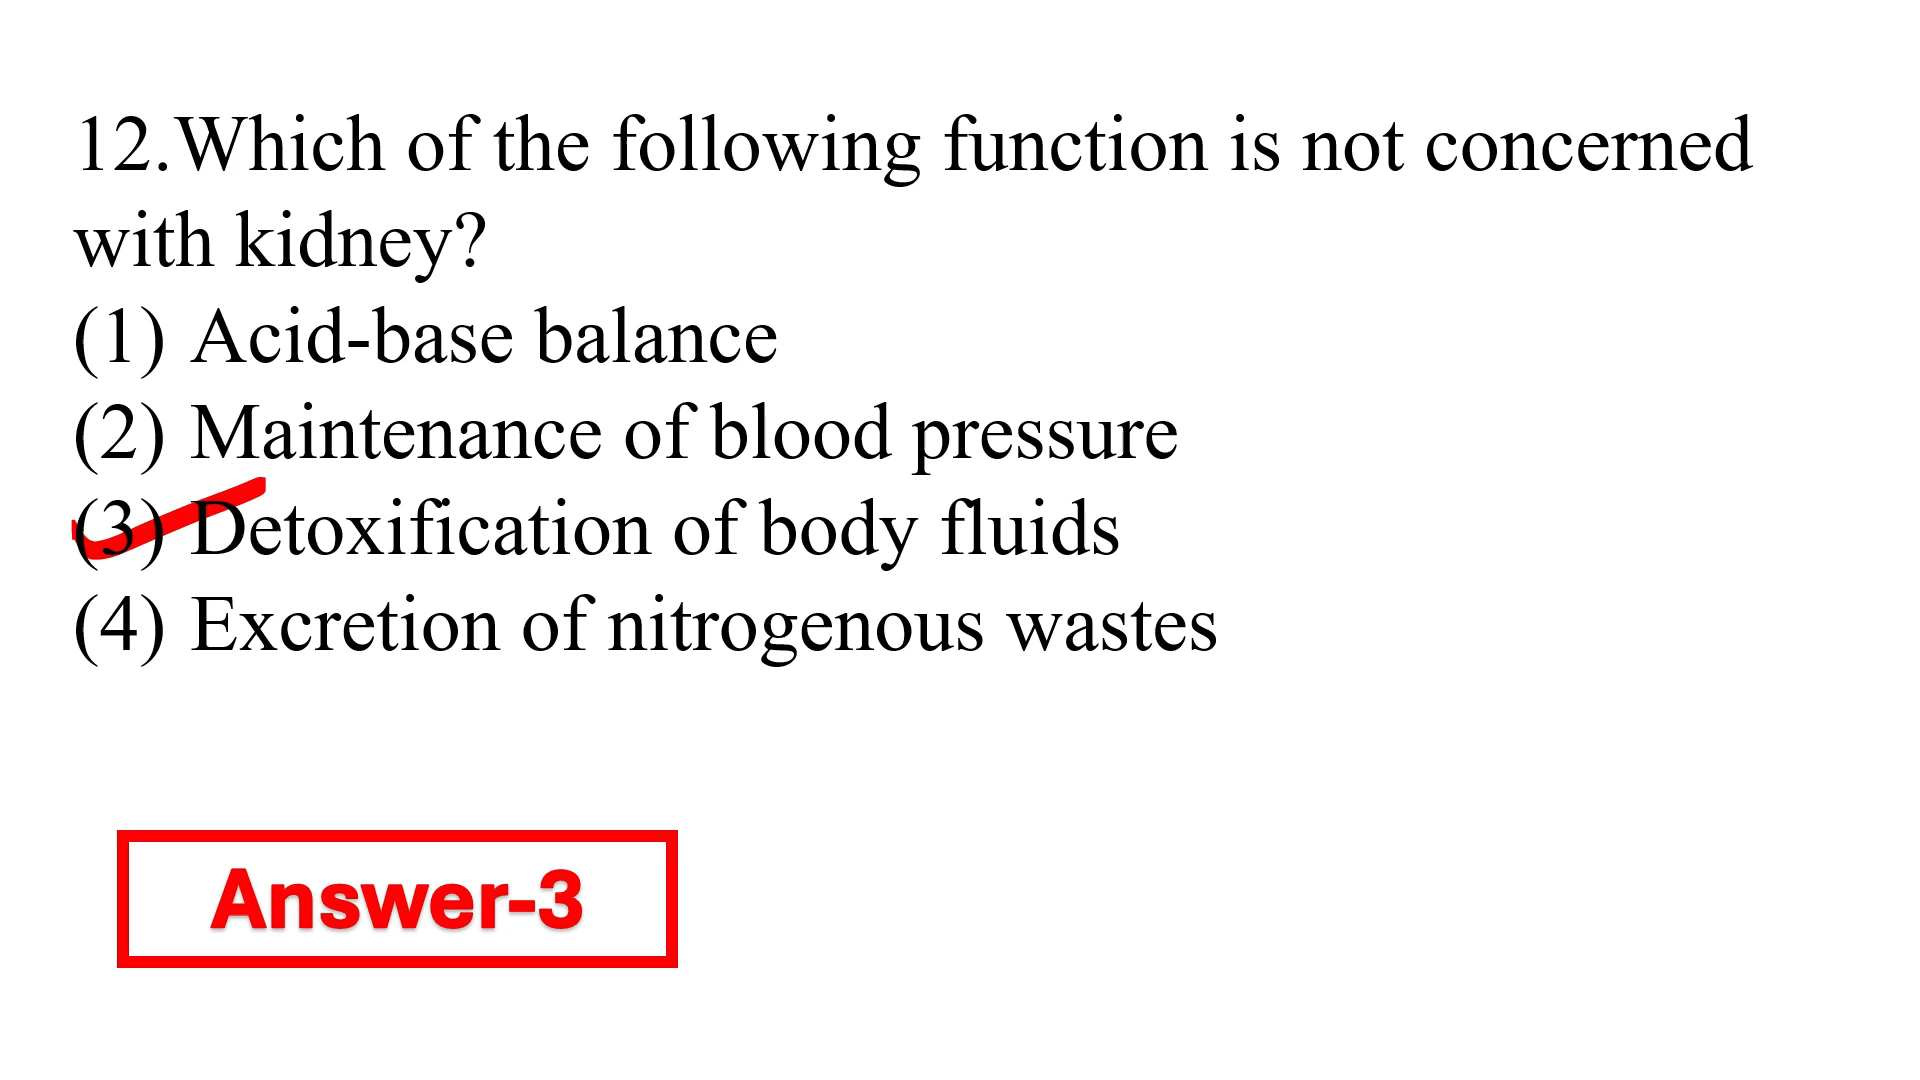 12.Which of the following function is not concerned
with kidney?
(1) Acid-base balance
(2) Maintenance of blood pressure
(3) Detoxification of body fluids
(4) Excretion of nitrogenous wastes
Answer-3